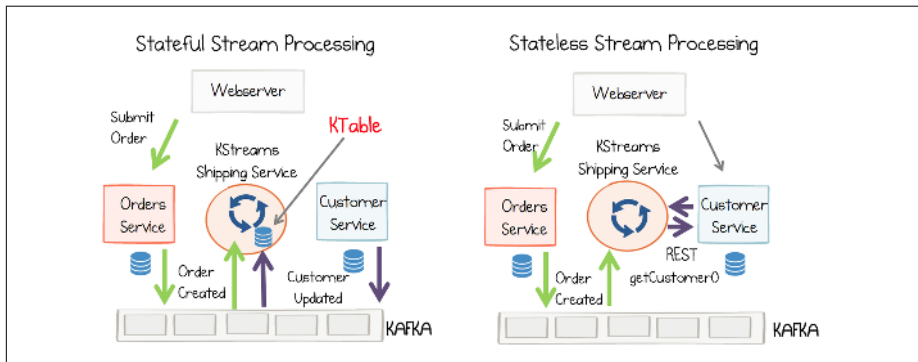 Stateful Stream Processing
Webserver
Submit
Order
KTable
KStreams
Shipping Service
Orders
Service
Customer
Service
Order
Created
Customer
Updated
KAFKA
Stateless Stream Processing
Webserver
Submit
Order
KStreams
Shipping Service
Orders
Service
Customer
Service
REST
getCustomer()
Order
Created
KAFKA